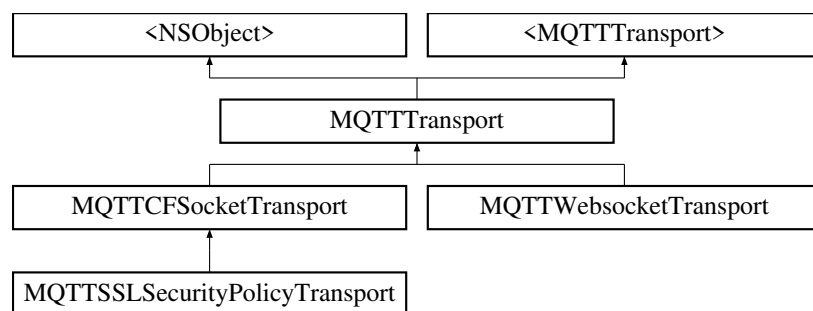 <NSObject> <MQTTTransport>
MQTTTransport
MQTTCFSocketTransport MQTTWebsocketTransport
MQTTSSLSecurityPolicyTransport